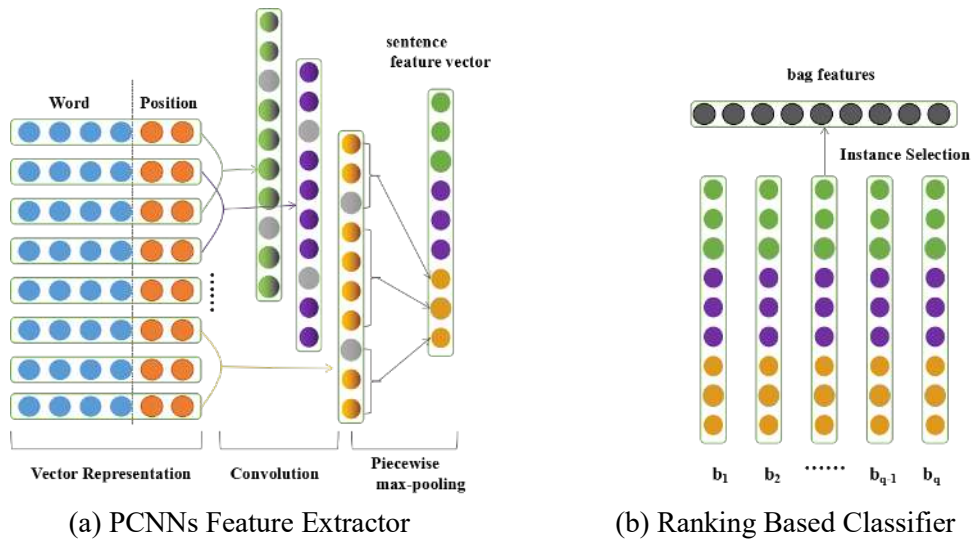 sentence
feature vector
Word
Position
Vector Representation
Convolution
Piecewise
max-pooling
(a) PCNNs Feature Extractor
bag features
Instance Selection
b1
b2
······
bq-1
bq
(b) Ranking Based Classifier